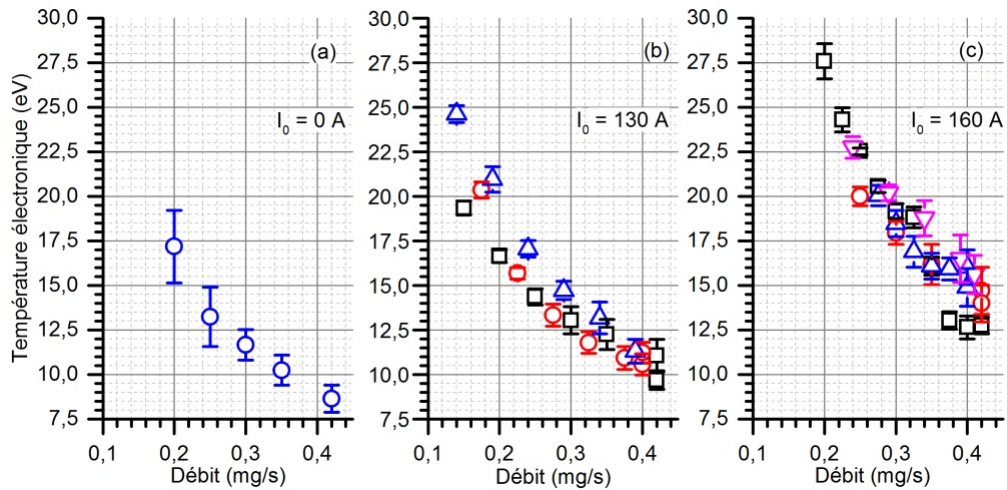 Température électronique (eV)
30,0
27,5
25,0
22,5
20,0
17,5
15,0
12,5
10,0
7,5
(a)
I₀ = 0 A
0,1 0,2 0,3 0,4
Débit (mg/s)
30,0
27,5
25,0
22,5
20,0
17,5
15,0
12,5
10,0
7,5
(b)
I₀ = 130 A
0,1 0,2 0,3 0,4
Débit (mg/s)
30,0
27,5
25,0
22,5
20,0
17,5
15,0
12,5
10,0
7,5
(c)
I₀ = 160 A
0,1 0,2 0,3 0,4
Débit (mg/s)